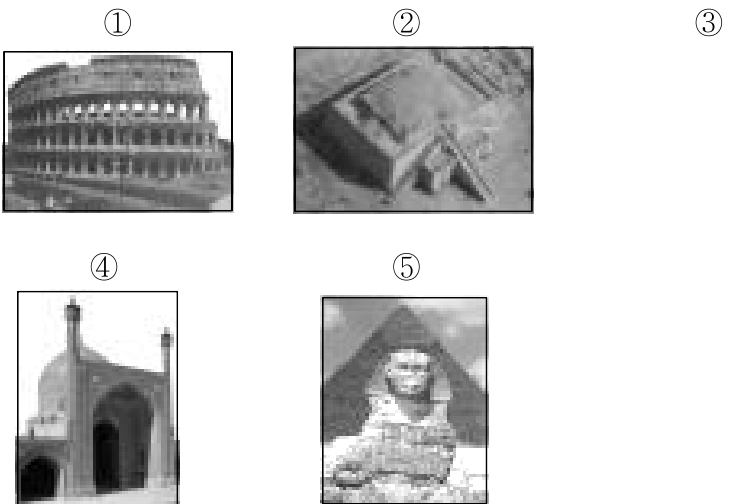 ① ② ③
④ ⑤